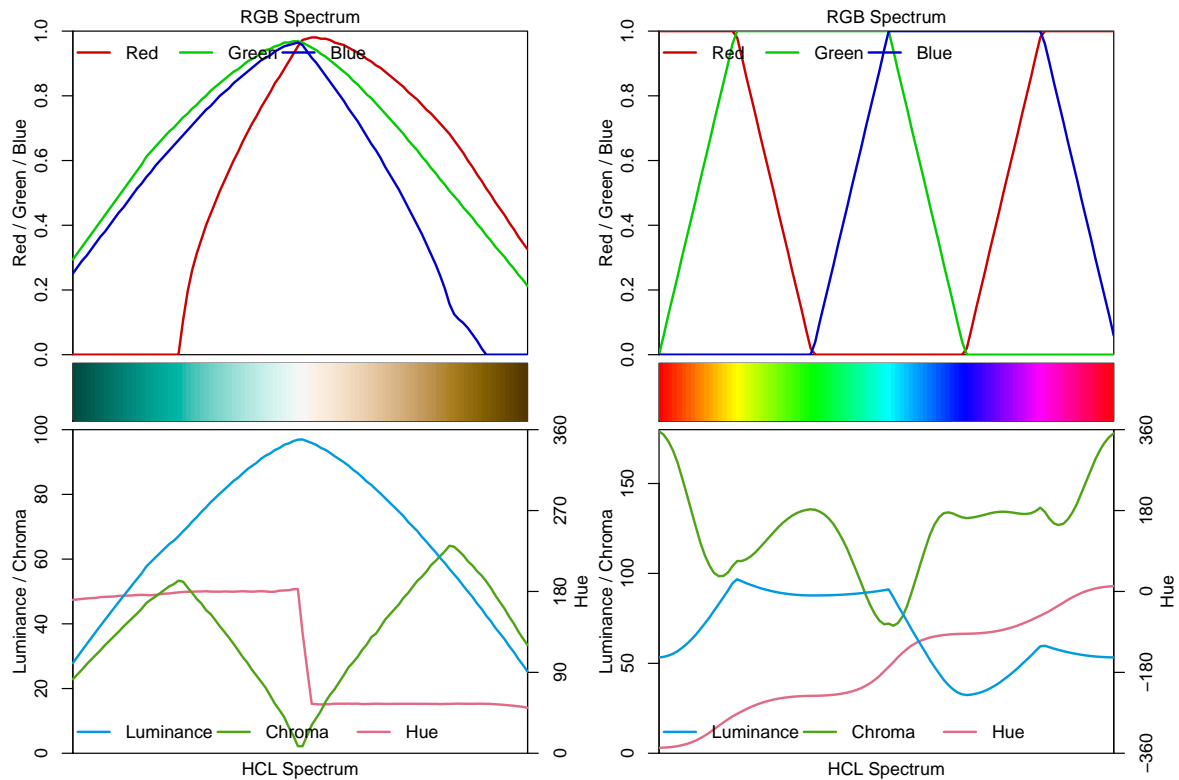 RGB Spectrum
Red Green Blue
Red / Green / Blue
0.0 0.2 0.4 0.6 0.8 1.0
Luminance / Chroma
0 20 40 60 80 100
Hue
0 90 180 270 360
Luminance Chroma Hue
HCL Spectrum
RGB Spectrum
Red Green Blue
Red / Green / Blue
0.0 0.2 0.4 0.6 0.8 1.0
Luminance / Chroma
0 50 100 150
Hue
−360 −180 0 180 360
Luminance Chroma Hue
HCL Spectrum